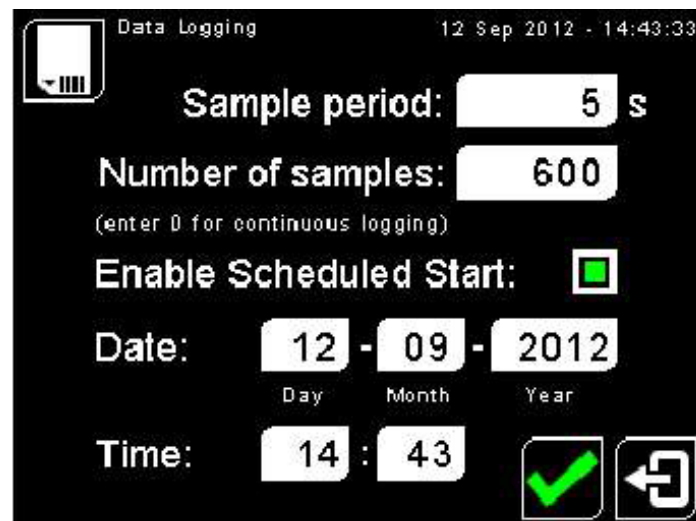 Data Logging 12 Sep 2012 - 14:43:33
Sample period: 5 s
Number of samples: 600
(enter 0 for continuous logging)
Enable Scheduled Start:
Date: 12 - 09 - 2012
Day Month Year
Time: 14 : 43